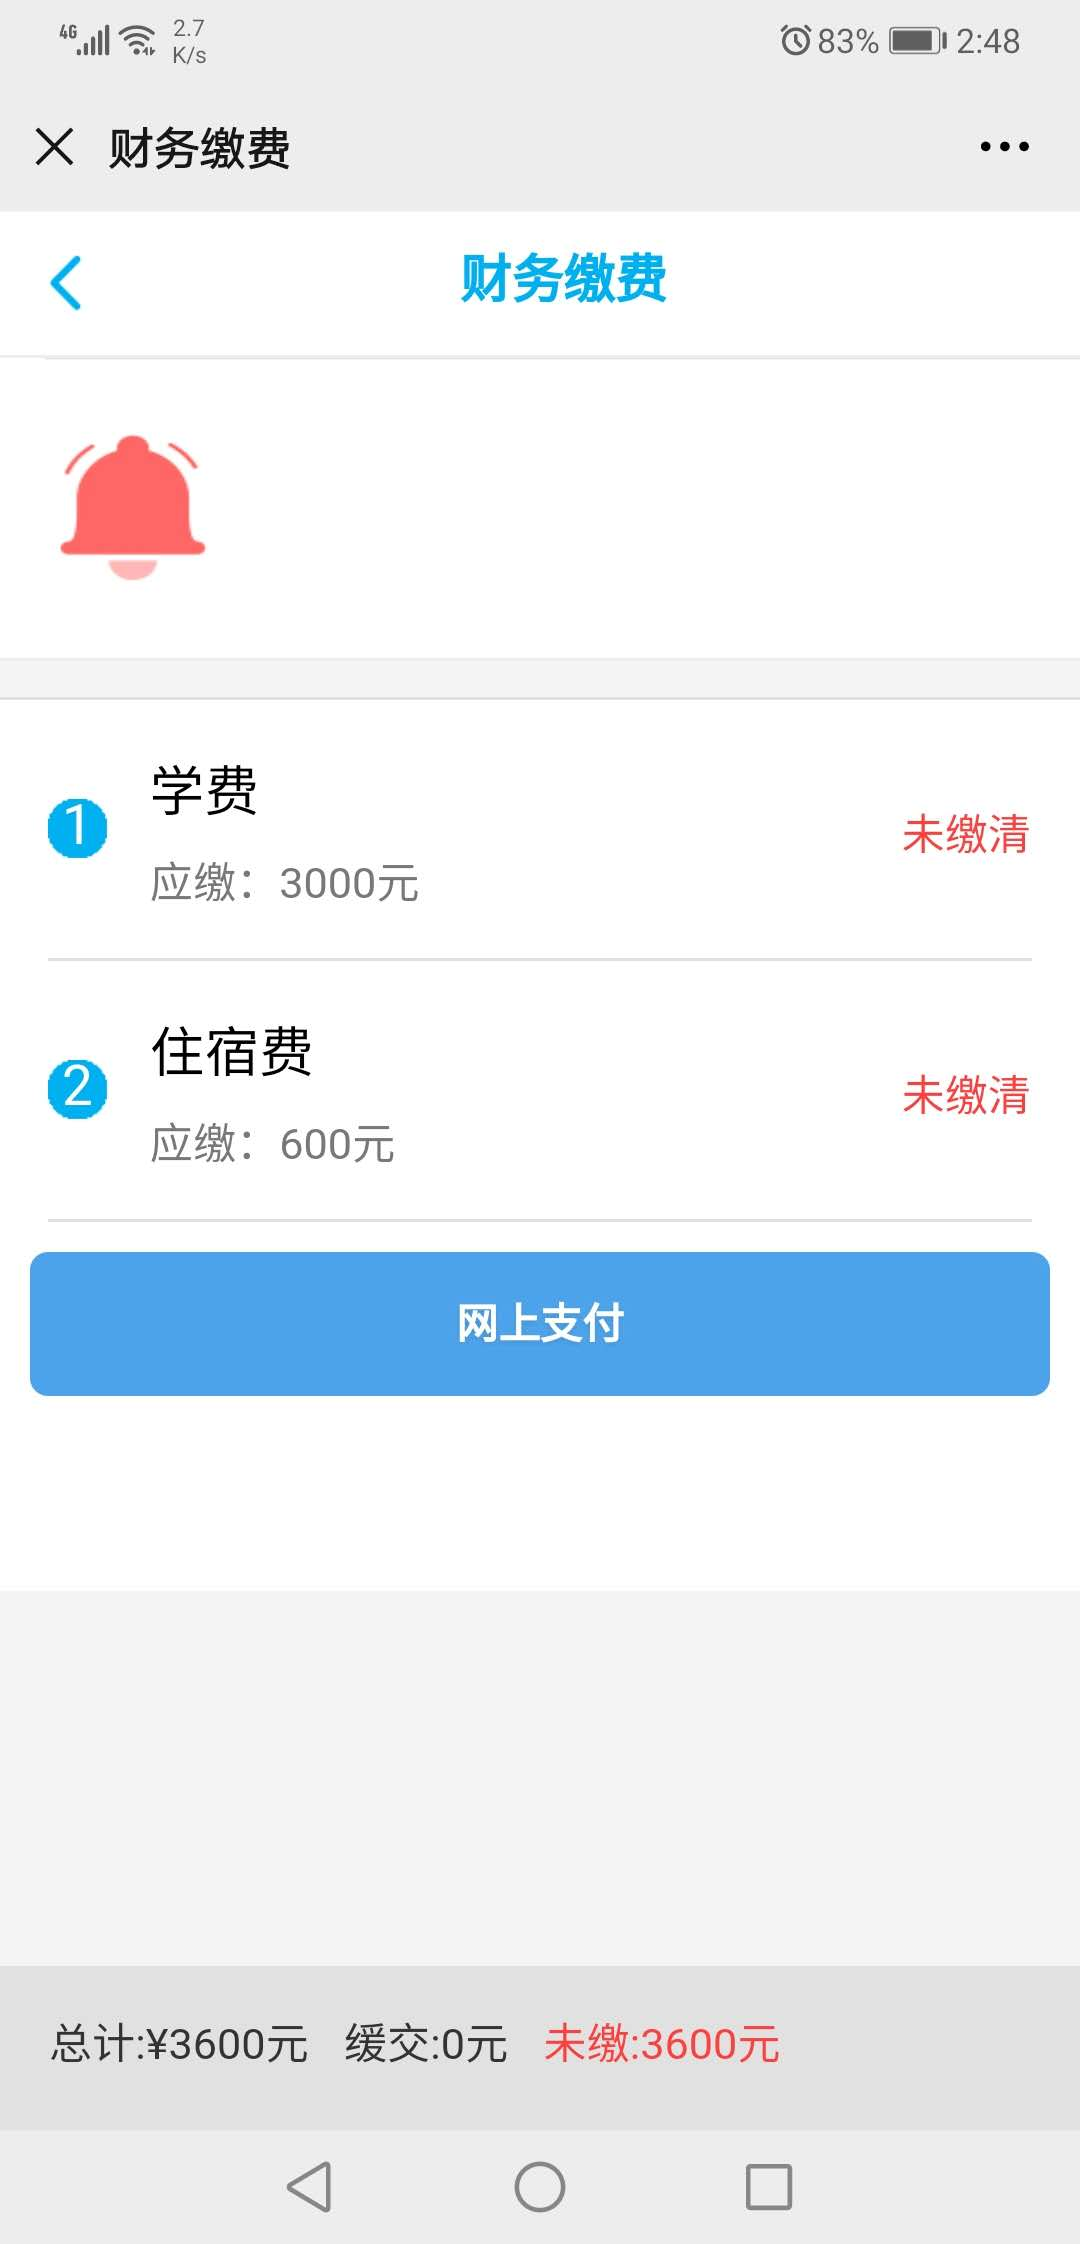 4G 2.7 K/s 83% 2:48
财务缴费
财务缴费
学费
1 未缴清
应缴：3000元
住宿费
2 未缴清
应缴：600元
网上支付
总计:¥3600元 缓交:0元 未缴:3600元